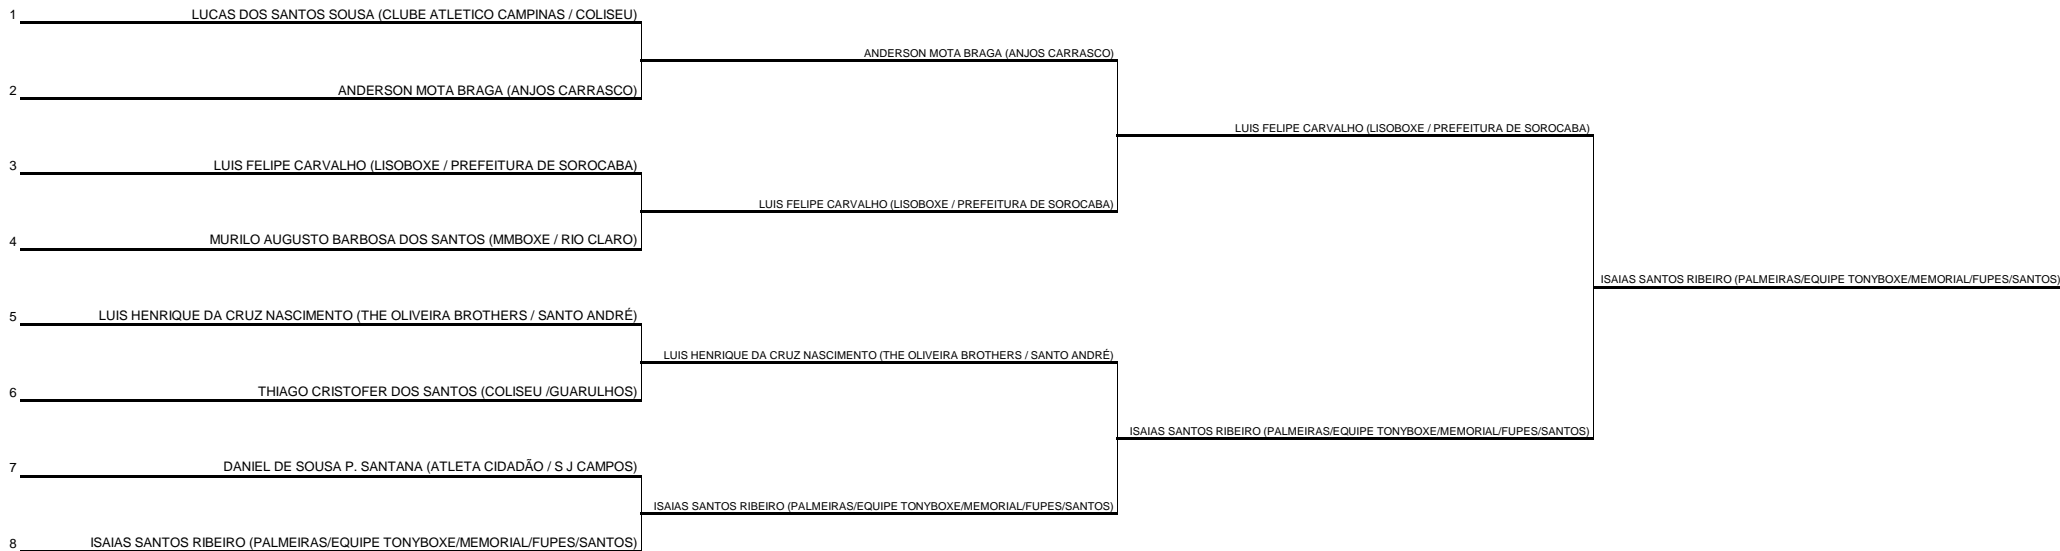 1 LUCAS DOS SANTOS SOUSA (CLUBE ATLETICO CAMPINAS / COLISEU)
ANDERSON MOTA BRAGA (ANJOS CARRASCO)
2 ANDERSON MOTA BRAGA (ANJOS CARRASCO)
LUIS FELIPE CARVALHO (LISOBOXE / PREFEITURA DE SOROCABA)
3 LUIS FELIPE CARVALHO (LISOBOXE / PREFEITURA DE SOROCABA)
LUIS FELIPE CARVALHO (LISOBOXE / PREFEITURA DE SOROCABA)
4 MURILO AUGUSTO BARBOSA DOS SANTOS (MMBOXE / RIO CLARO)
ISAIAS SANTOS RIBEIRO (PALMEIRAS/EQUIPE TONYBOXE/MEMORIAL/FUPES/SANTOS)
5 LUIS HENRIQUE DA CRUZ NASCIMENTO (THE OLIVEIRA BROTHERS / SANTO ANDRÉ)
LUIS HENRIQUE DA CRUZ NASCIMENTO (THE OLIVEIRA BROTHERS / SANTO ANDRÉ)
6 THIAGO CRISTOFER DOS SANTOS (COLISEU /GUARULHOS)
ISAIAS SANTOS RIBEIRO (PALMEIRAS/EQUIPE TONYBOXE/MEMORIAL/FUPES/SANTOS)
7 DANIEL DE SOUSA P. SANTANA (ATLETA CIDADÃO / S J CAMPOS)
ISAIAS SANTOS RIBEIRO (PALMEIRAS/EQUIPE TONYBOXE/MEMORIAL/FUPES/SANTOS)
8 ISAIAS SANTOS RIBEIRO (PALMEIRAS/EQUIPE TONYBOXE/MEMORIAL/FUPES/SANTOS)